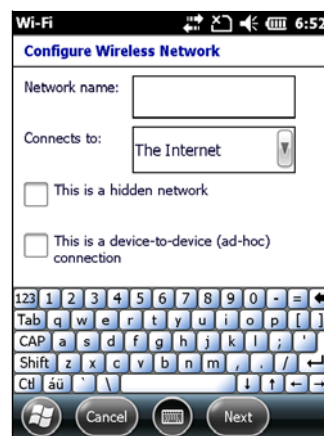 Wi-Fi 6:52
Configure Wireless Network
Network name:
Connects to:
The Internet
This is a hidden network
This is a device-to-device (ad-hoc)
connection
123 1 2 3 4 5 6 7 8 9 0 - =
Tab q w e r t y u i o p [ ]
CAP a s d f g h j k l ; '
Shift z x c v b n m , . /
Ctl áü ` \
Cancel Next